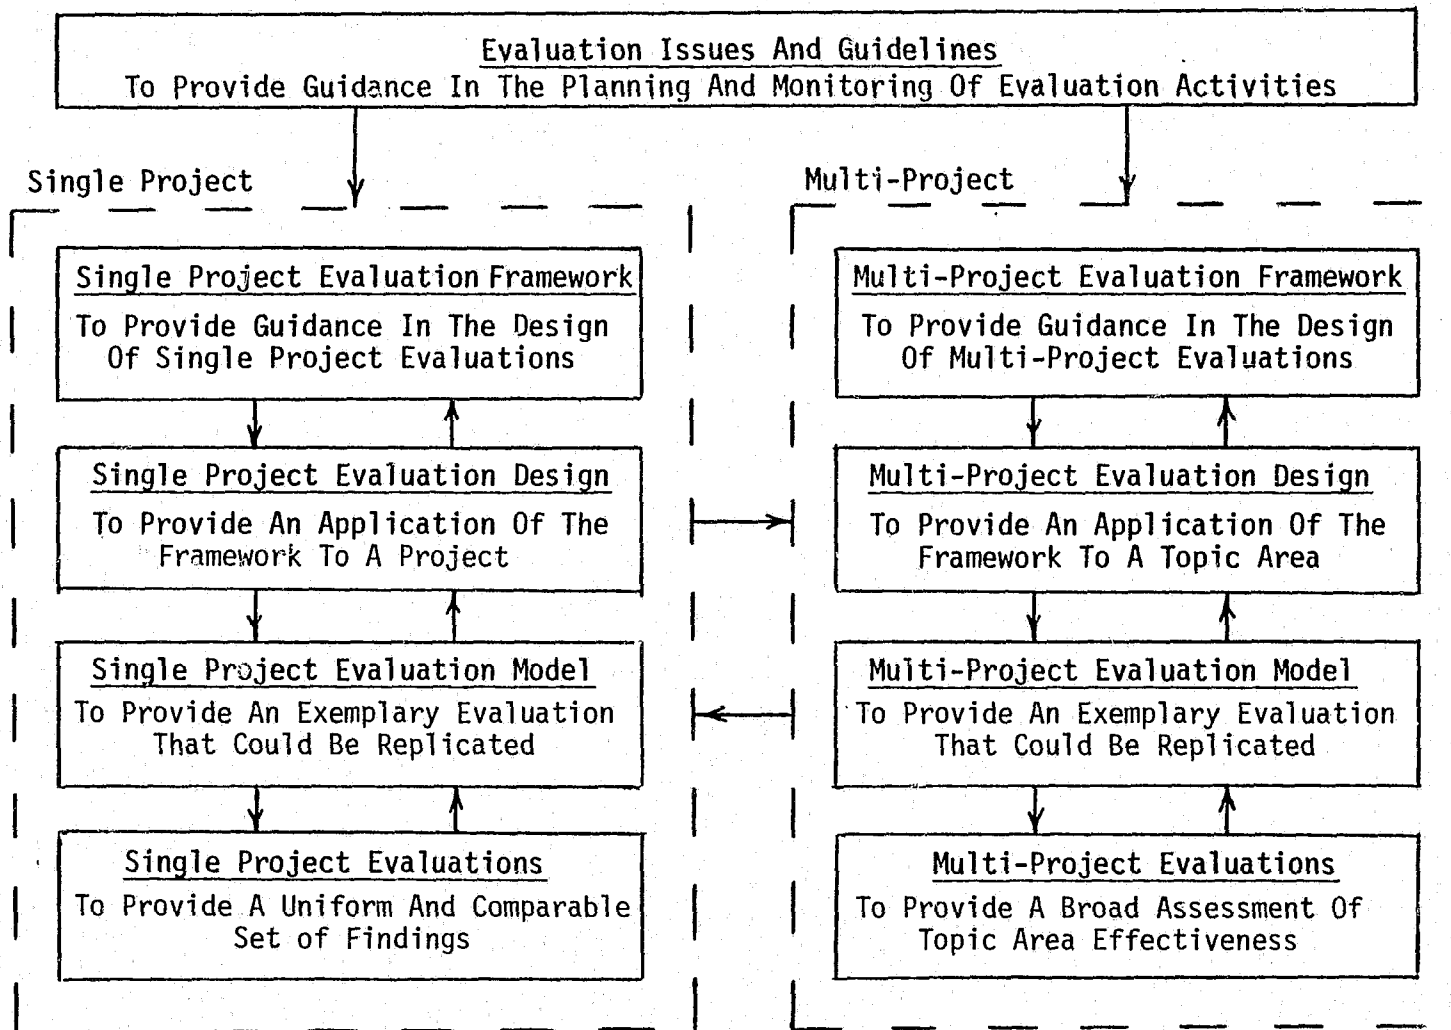 Evaluation Issues And Guidelines
To Provide Guidance In The Planning And Monitoring Of Evaluation Activities
Single Project
Single Project Evaluation Framework
To Provide Guidance In The Design
Of Single Project Evaluations
Single Project Evaluation Design
To Provide An Application Of The
Framework To A Project
Single Project Evaluation Model
To Provide An Exemplary Evaluation
That Could Be Replicated
Single Project Evaluations
To Provide A Uniform And Comparable
Set of Findings
Multi-Project
Multi-Project Evaluation Framework
To Provide Guidance In The Design
Of Multi-Project Evaluations
Multi-Project Evaluation Design
To Provide An Application Of The
Framework To A Topic Area
Multi-Project Evaluation Model
To Provide An Exemplary Evaluation
That Could Be Replicated
Multi-Project Evaluations
To Provide A Broad Assessment Of
Topic Area Effectiveness